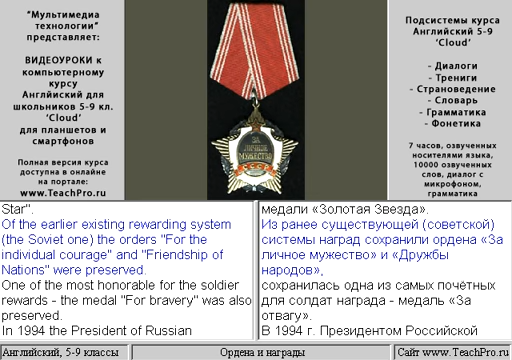 "Мультимедиа
технологии"
представляет:
ВИДЕОУРОКИ к
компьютерному
курсу
Английский для
школьников 5-9 кл.
'Cloud'
для планшетов и
смартфонов
Полная версия курса
доступна в онлайне
на портале:
www.TeachPro.ru
ЗА
ЛИЧНОЕ
МУЖЕСТВО
Подсистемы курса
Английский 5-9
'Cloud'
- Диалоги
- Тренинги
- Страноведение
- Словарь
- Грамматика
- Фонетика
7 часов, озвученных
носителями языка,
10000 озвученных
слов, диалог с
микрофоном,
грамматика
Star".
Of the earlier existing rewarding system
(the Soviet one) the orders "For the
individual courage" and "Friendship of
Nations" were preserved.
One of the most honorable for the soldier
rewards - the medal "For bravery" was also
preserved.
In 1994 the President of Russian
медали «Золотая Звезда».
Из ранее существующей (советской)
системы наград сохранили ордена «За
личное мужество» и «Дружбы
народов»,
сохранилась одна из самых почётных
для солдат награда - медаль «За
отвагу».
В 1994 г. Президентом Российской
Английский, 5-9 классы
Ордена и награды
Сайт www.TeachPro.ru